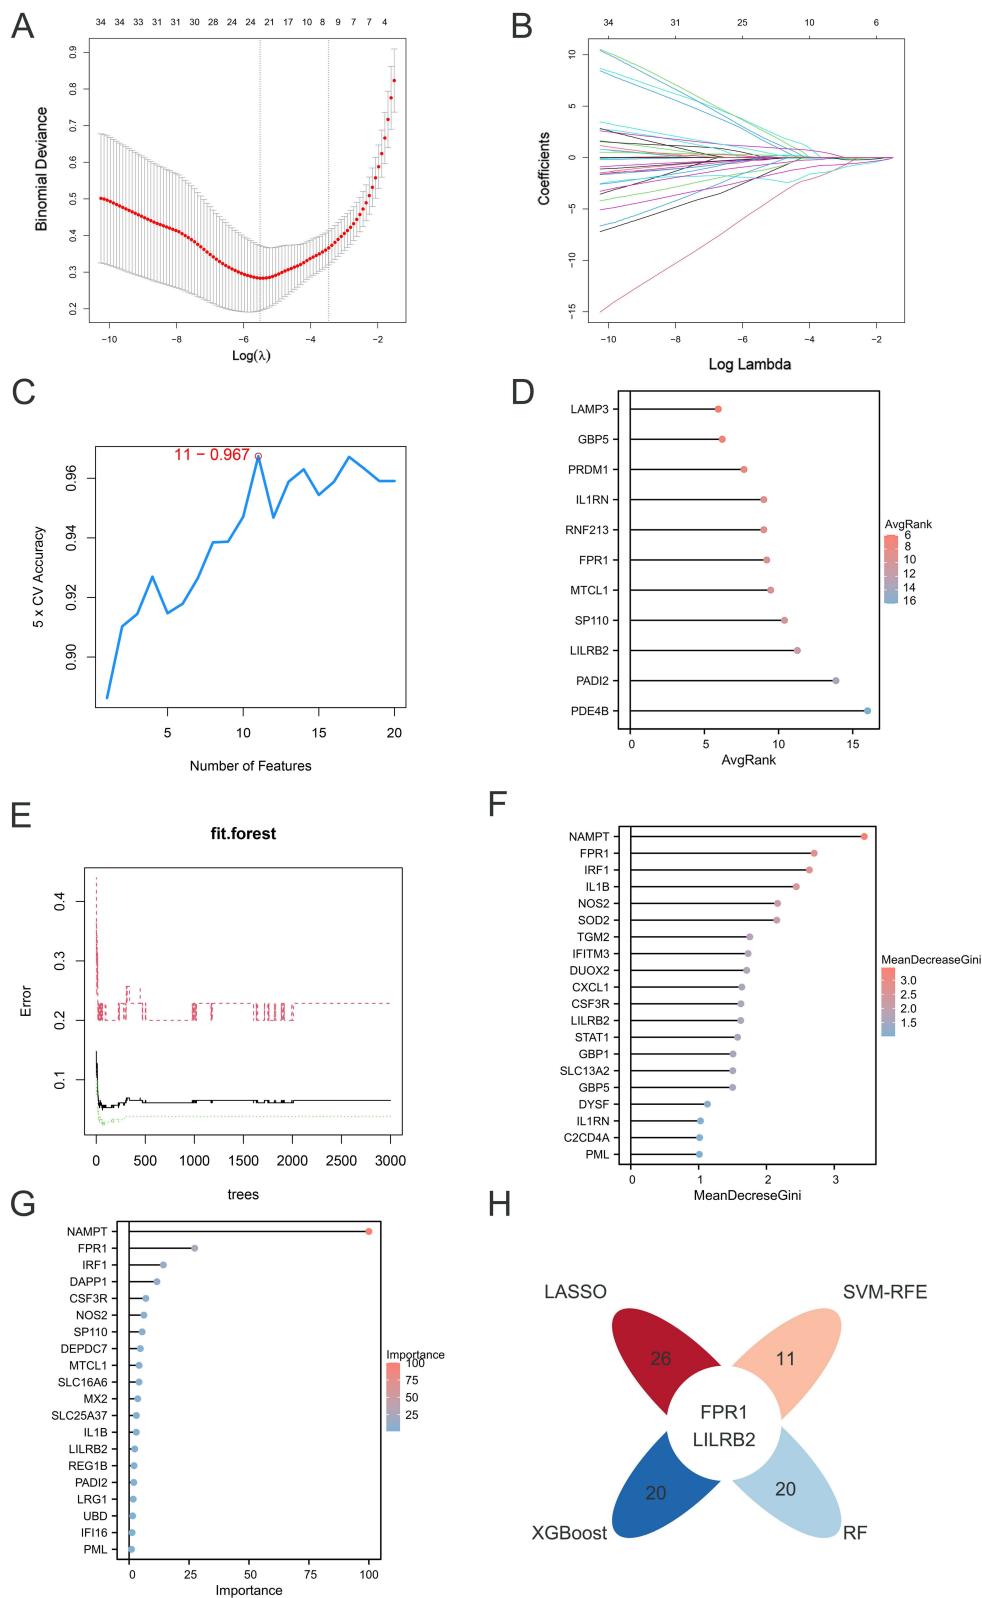 A
34 34 33 31 31 30 28 24 24 21 17 10 8 9 7 7 4
Binomial Deviance
0.9
0.8
0.7
0.6
0.5
0.4
0.3
0.2
−10 −8 −6 −4 −2
Log(λ)
B
34 31 25 10 6
Coefficients
10
5
0
−5
−10
−15
−10 −8 −6 −4 −2
Log Lambda
C
11 − 0.967
5 x CV Accuracy
0.96
0.94
0.92
0.90
5 10 15 20
Number of Features
D
LAMP3
GBP5
PRDM1
IL1RN
RNF213
FPR1
MTCL1
SP110
LILRB2
PADI2
PDE4B
0 5 10 15
AvgRank
AvgRank
6
8
10
12
14
16
E
fit.forest
Error
0.4
0.3
0.2
0.1
0 500 1000 1500 2000 2500 3000
trees
F
NAMPT
FPR1
IRF1
IL1B
NOS2
SOD2
TGM2
IFITM3
DUOX2
CXCL1
CSF3R
LILRB2
STAT1
GBP1
SLC13A2
GBP5
DYSF
IL1RN
C2CD4A
PML
0 1 2 3
MeanDecreseGini
MeanDecreaseGini
3.0
2.5
2.0
1.5
G
NAMPT
FPR1
IRF1
DAPP1
CSF3R
NOS2
SP110
DEPDC7
MTCL1
SLC16A6
MX2
SLC25A37
IL1B
LILRB2
REG1B
PADI2
LRG1
UBD
IFI16
PML
0 25 50 75 100
Importance
Importance
100
75
50
25
H
LASSO SVM-RFE
26 11
FPR1
LILRB2
20 20
XGBoost RF